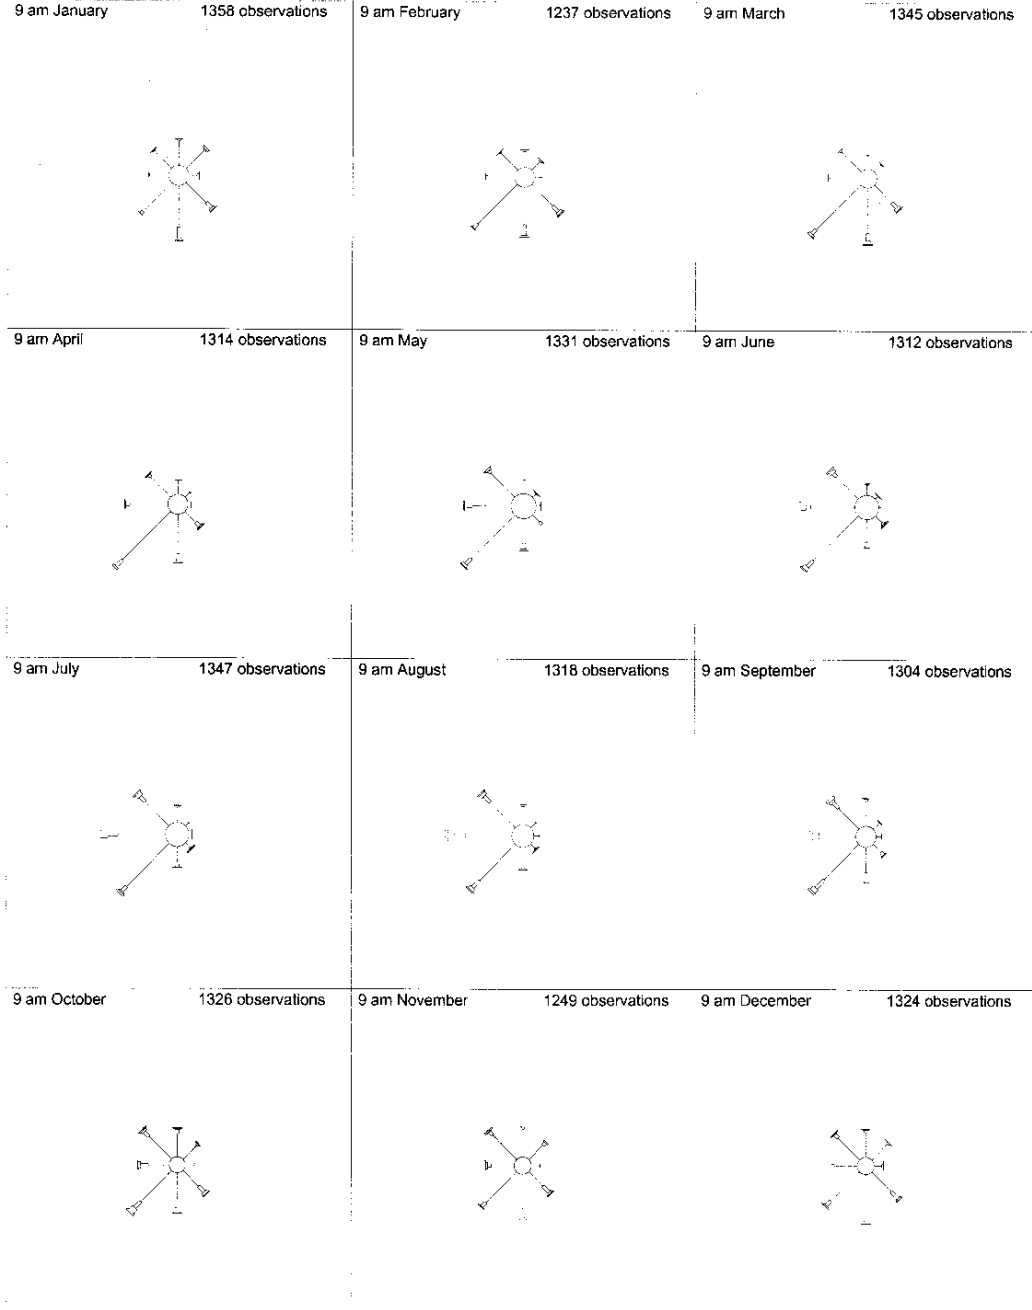 9 am January 1358 observations
9 am February 1237 observations
9 am March 1345 observations
9 am April 1314 observations
9 am May 1331 observations
9 am June 1312 observations
9 am July 1347 observations
9 am August 1318 observations
9 am September 1304 observations
9 am October 1326 observations
9 am November 1249 observations
9 am December 1324 observations